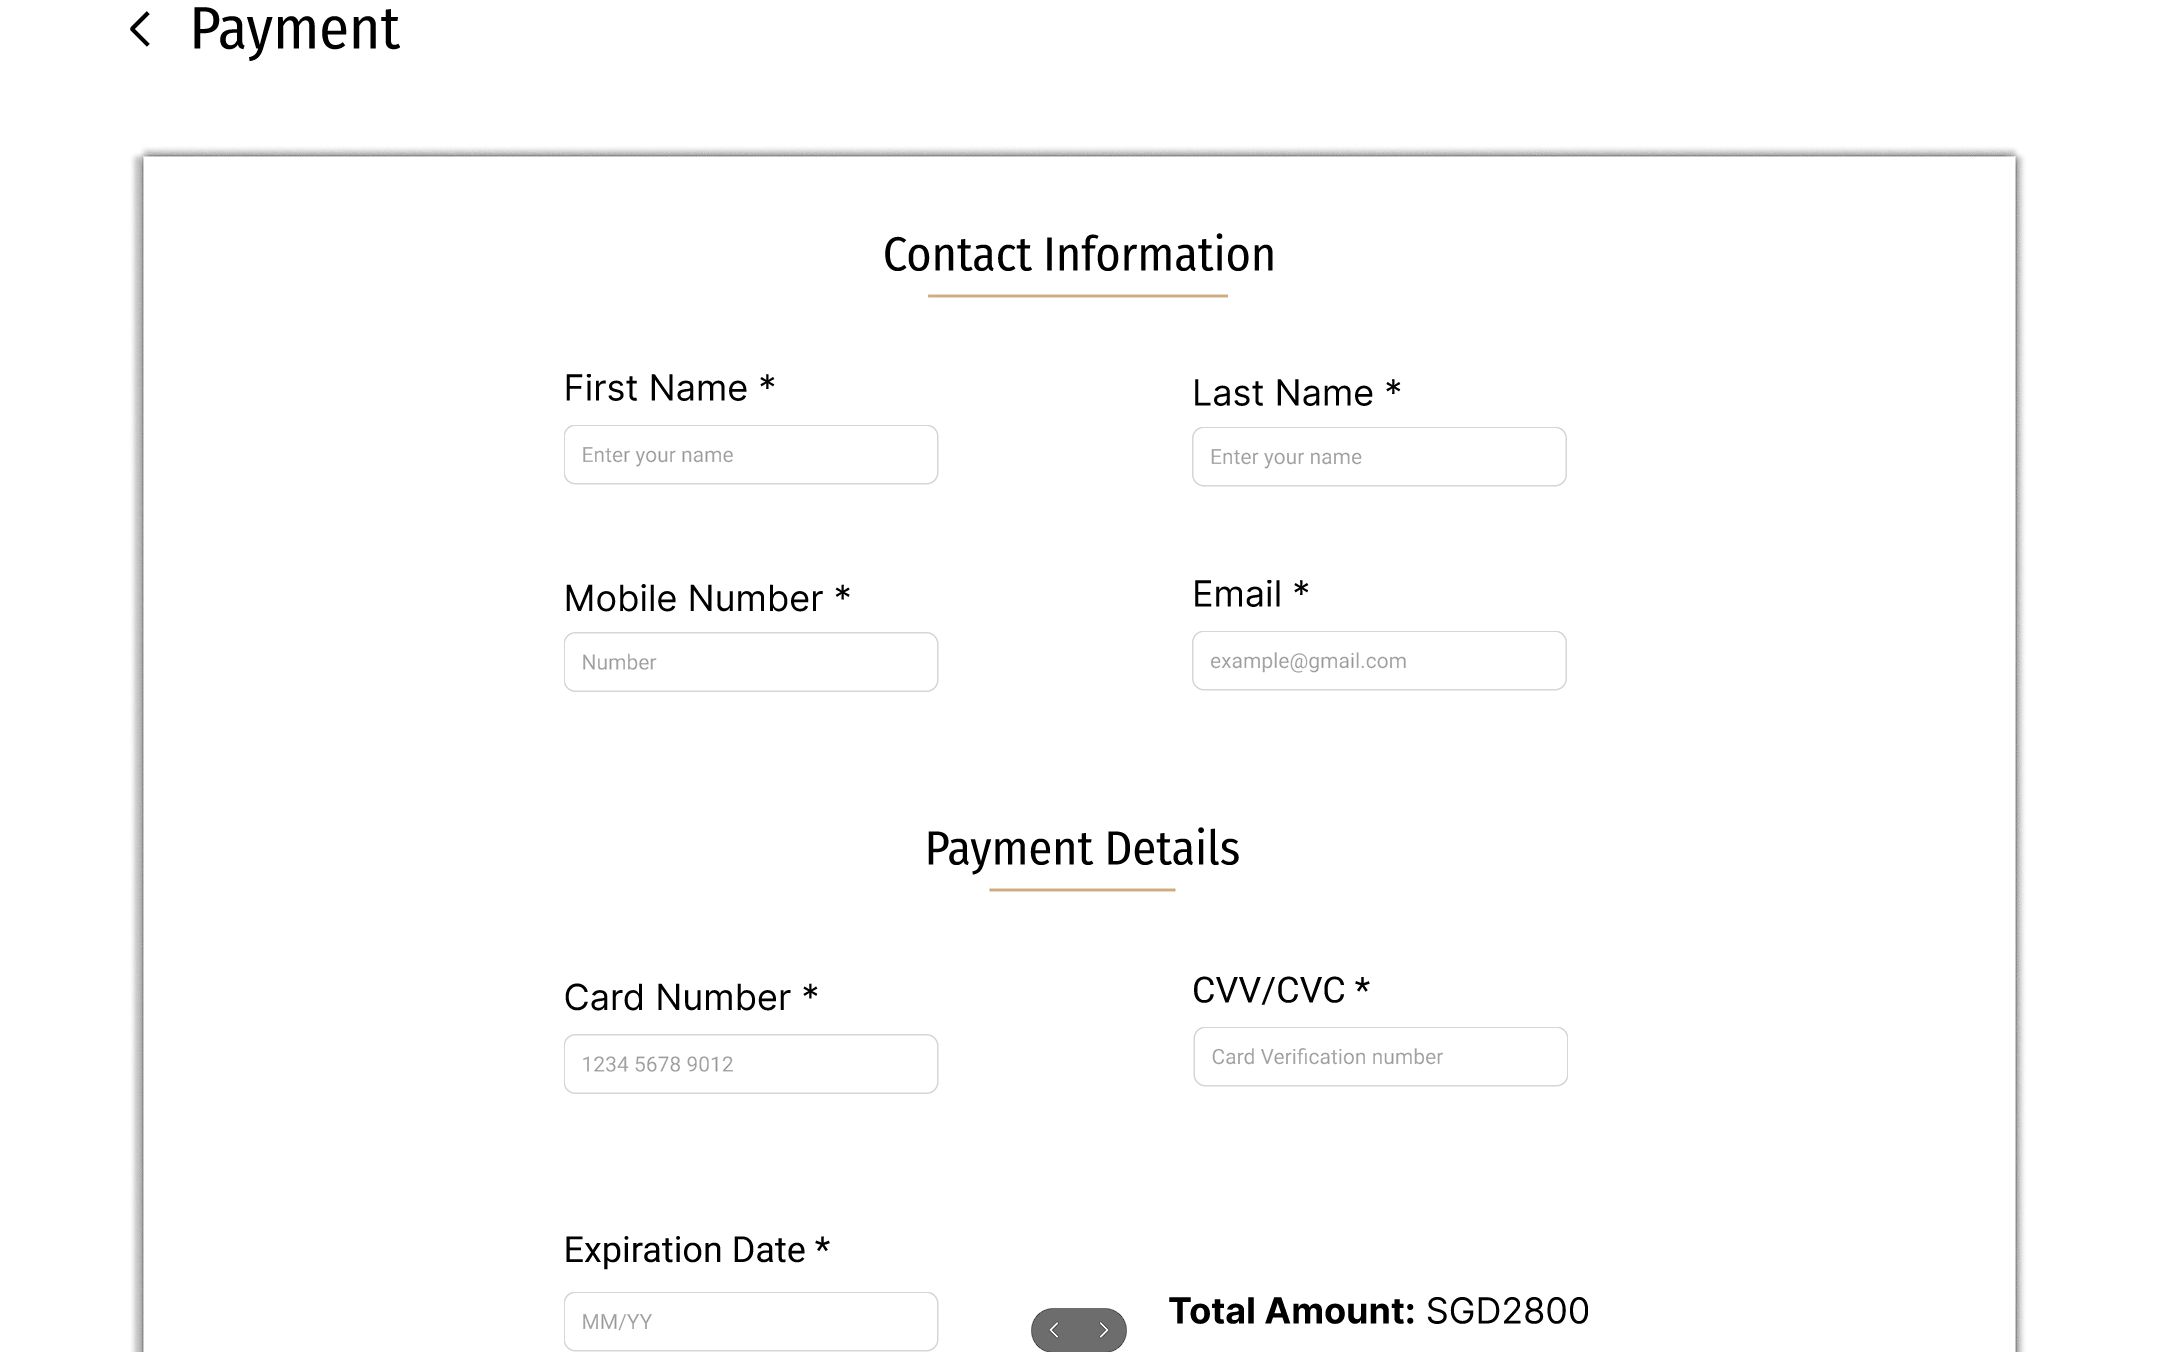 Payment
Contact Information
First Name *
Last Name *
Enter your name
Enter your name
Mobile Number *
Email *
Number
example@gmail.com
Payment Details
Card Number *
CVV/CVC *
1234 5678 9012
Card Verification number
Expiration Date *
MM/YY
Total Amount: SGD2800